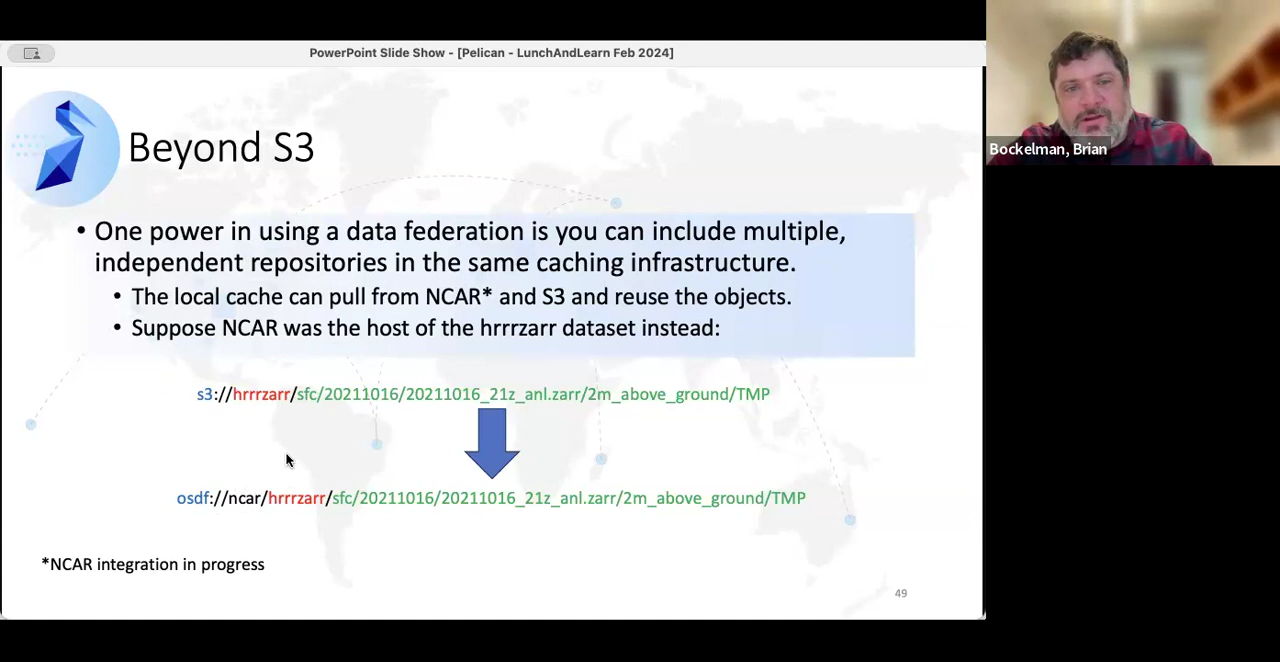 PowerPoint Slide Show - [Pelican - LunchAndLearn Feb 2024]
Bockelman, Brian
Beyond S3
• One power in using a data federation is you can include multiple,
independent repositories in the same caching infrastructure.
• The local cache can pull from NCAR* and S3 and reuse the objects.
• Suppose NCAR was the host of the hrrrzarr dataset instead:
s3://hrrrzarr/sfc/20211016/20211016_21z_anl.zarr/2m_above_ground/TMP
osdf://ncar/hrrrzarr/sfc/20211016/20211016_21z_anl.zarr/2m_above_ground/TMP
*NCAR integration in progress
49